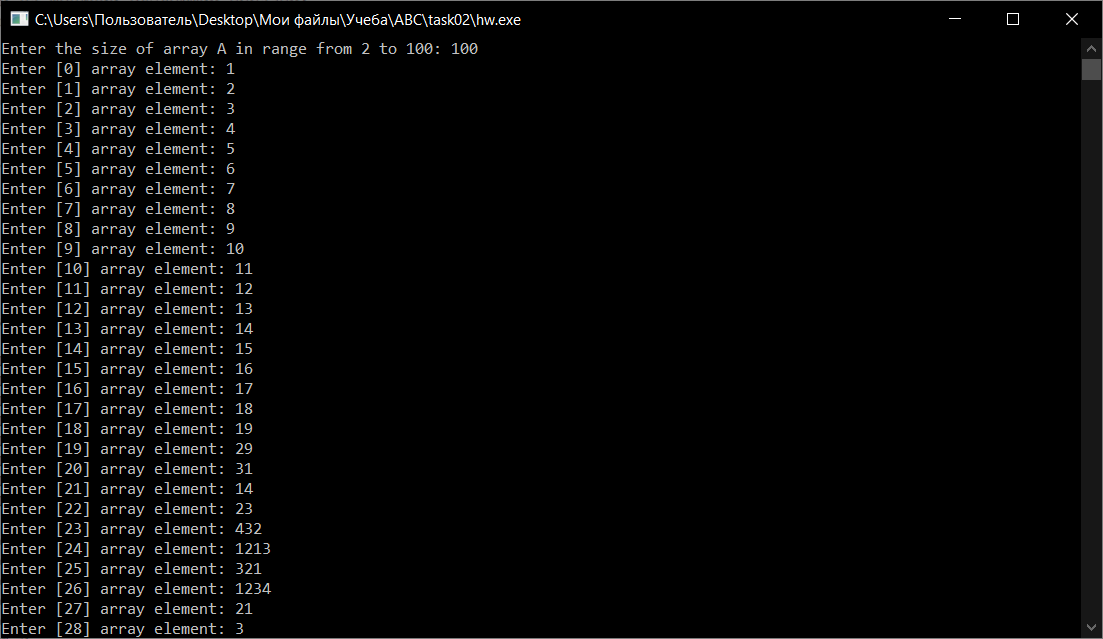 C:\Users\Пользователь\Desktop\Мои файлы\Учеба\АВС\task02\hw.exe
Enter the size of array A in range from 2 to 100: 100
Enter [0] array element: 1
Enter [1] array element: 2
Enter [2] array element: 3
Enter [3] array element: 4
Enter [4] array element: 5
Enter [5] array element: 6
Enter [6] array element: 7
Enter [7] array element: 8
Enter [8] array element: 9
Enter [9] array element: 10
Enter [10] array element: 11
Enter [11] array element: 12
Enter [12] array element: 13
Enter [13] array element: 14
Enter [14] array element: 15
Enter [15] array element: 16
Enter [16] array element: 17
Enter [17] array element: 18
Enter [18] array element: 19
Enter [19] array element: 29
Enter [20] array element: 31
Enter [21] array element: 14
Enter [22] array element: 23
Enter [23] array element: 432
Enter [24] array element: 1213
Enter [25] array element: 321
Enter [26] array element: 1234
Enter [27] array element: 21
Enter [28] array element: 3